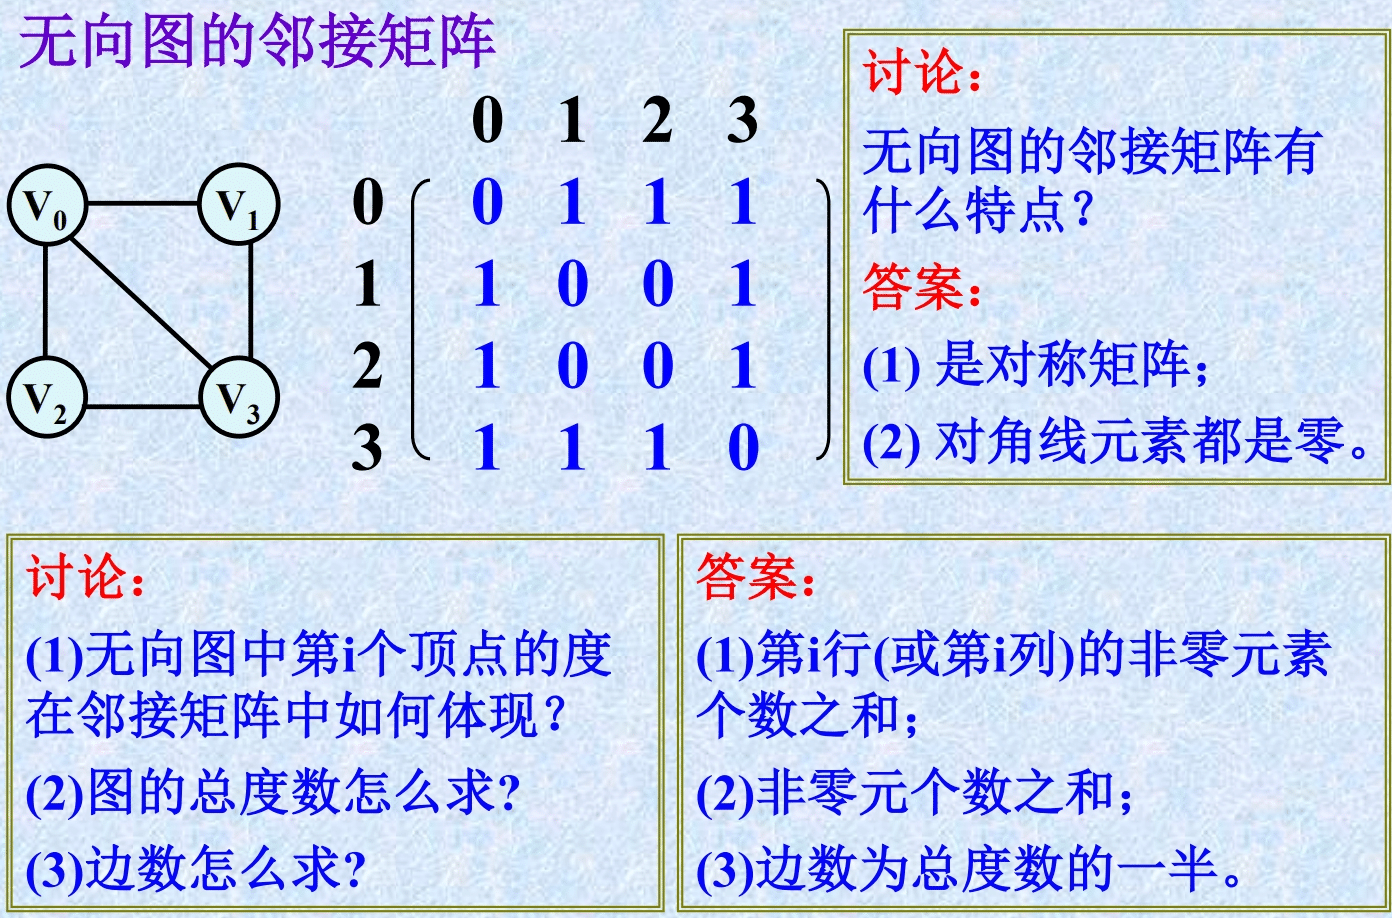 无向图的邻接矩阵
V0
V1
V2
V3
0 1 2 3
0 0 1 1 1
1 1 0 0 1
2 1 0 0 1
3 1 1 1 0
讨论：
无向图的邻接矩阵有
什么特点？
答案：
(1) 是对称矩阵；
(2) 对角线元素都是零。
讨论：
(1)无向图中第i个顶点的度
在邻接矩阵中如何体现？
(2)图的总度数怎么求?
(3)边数怎么求?
答案：
(1)第i行(或第i列)的非零元素
个数之和；
(2)非零元个数之和；
(3)边数为总度数的一半。